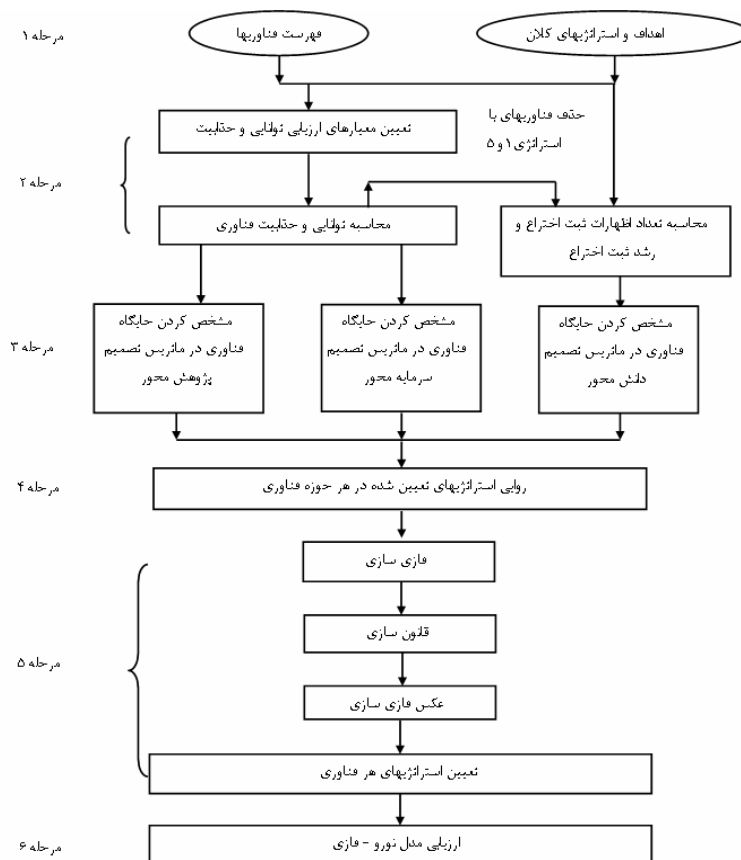 مرحله ۱
فهرست فناوریها
اهداف و استراتژیهای کلان
تعیین معیارهای ارزیابی توانایی و جذابیت
حذف فناوریهای با
استراتژی ۱ و ۵
مرحله ۲
محاسبه توانایی و جذابیت فناوری
محاسبه تعداد اظهارات ثبت اختراع و
رشد ثبت اختراع
مرحله ۳
مشخص کردن جایگاه
فناوری در ماتریس تصمیم
پژوهش محور
مشخص کردن جایگاه
فناوری در ماتریس تصمیم
سرمایه محور
مشخص کردن جایگاه
فناوری در ماتریس تصمیم
دانش محور
مرحله ۴
روایی استراتژیهای تعیین شده در هر حوزه فناوری
فازی سازی
قانون سازی
مرحله ۵
عکس فازی سازی
تعیین استراتژیهای هر فناوری
مرحله ۶
ارزیابی مدل نورو - فازی